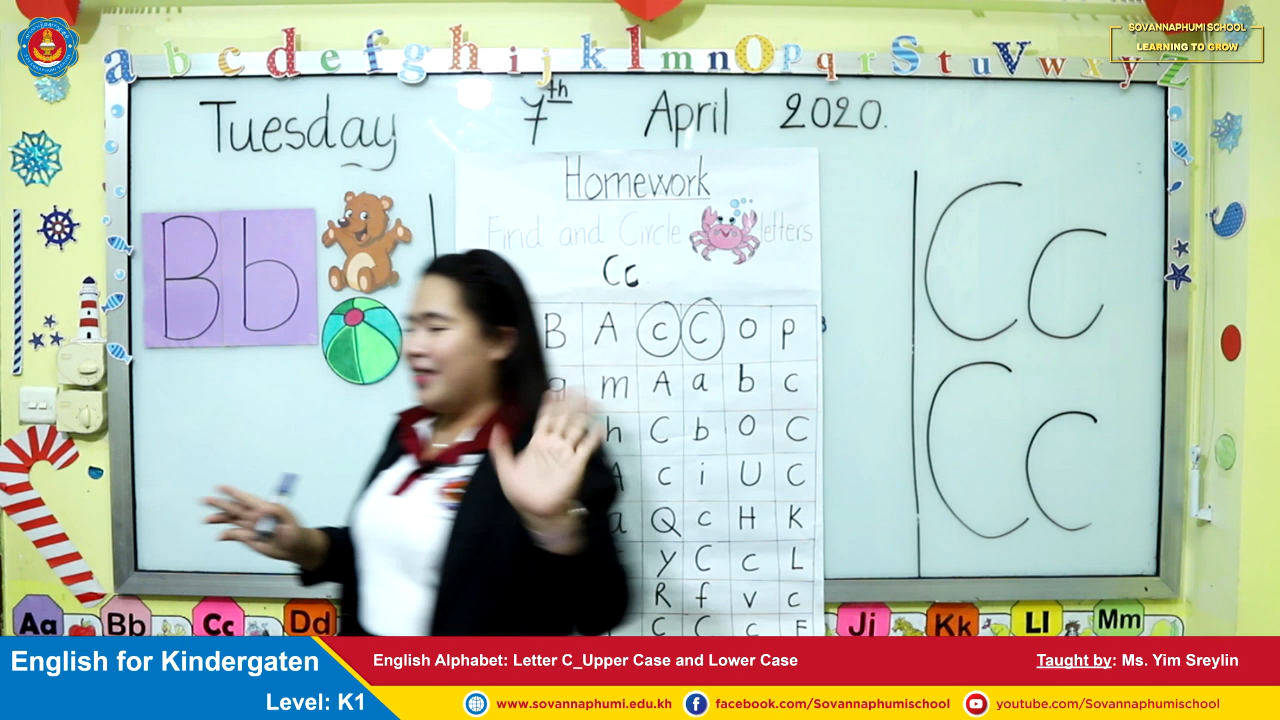 SOVANNAPHUMI SCHOOL
LEARNING TO GROW
a b c d e f g h i j k l m n o p q r s t u v w x y z
Tuesday 7th April 2020.
Bb
Homework
Find and Circle letters
Cc
B A c C o p
a m A a b c
h C b O C
A c i U C
a Q c H K
y C c L
R f v c
c C c F
Cc
Cc
Aa Bb Cc Dd Jj Kk Ll Mm
English for Kindergaten
Level: K1
English Alphabet: Letter C_Upper Case and Lower Case
Taught by: Ms. Yim Sreylin
www.sovannaphumi.edu.kh
facebook.com/Sovannaphumischool
youtube.com/Sovannaphumischool